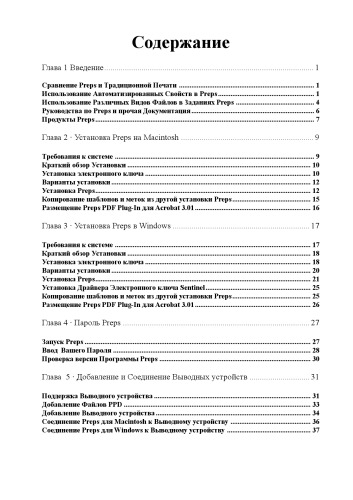 Содержание
Глава 1 Введение ........ 1
Сравнение Preps и Традиционной Печати ........ 1
Использование Автоматизированных Свойств в Preps ........ 1
Использование Различных Видов Файлов в Заданиях Preps ........ 4
Руководства по Preps и прочая Документация ........ 6
Продукты Preps ........ 7
Глава 2 · Установка Preps на Macintosh ........ 9
Требования к системе ........ 9
Краткий обзор Установки ........ 10
Установка электронного ключа ........ 10
Варианты установки ........ 12
Установка Preps ........ 12
Копирование шаблонов и меток из другой установки Preps ........ 15
Размещение Preps PDF Plug-In для Acrobat 3.01 ........ 16
Глава 3 · Установка Preps в Windows ........ 17
Требования к системе ........ 17
Краткий обзор Установки ........ 18
Установка электронного ключа ........ 18
Варианты установки ........ 20
Установка Preps ........ 21
Установка Драйвера Электронного ключа Sentinel ........ 25
Копирование шаблонов и меток из другой установки Preps ........ 25
Размещение Preps PDF Plug-In для Acrobat 3.01 ........ 26
Глава 4 · Пароль Preps ........ 27
Запуск Preps ........ 27
Ввод Вашего Пароля ........ 28
Проверка версии Программы Preps ........ 30
Глава 5 · Добавление и Соединение Выводных устройств ........ 31
Поддержка Выводного устройства ........ 31
Добавление Файлов PPD ........ 33
Добавление Выводного устройства ........ 34
Соединение Preps для Macintosh к Выводному устройству ........ 36
Соединение Preps для Windows к Выводному устройству ........ 37